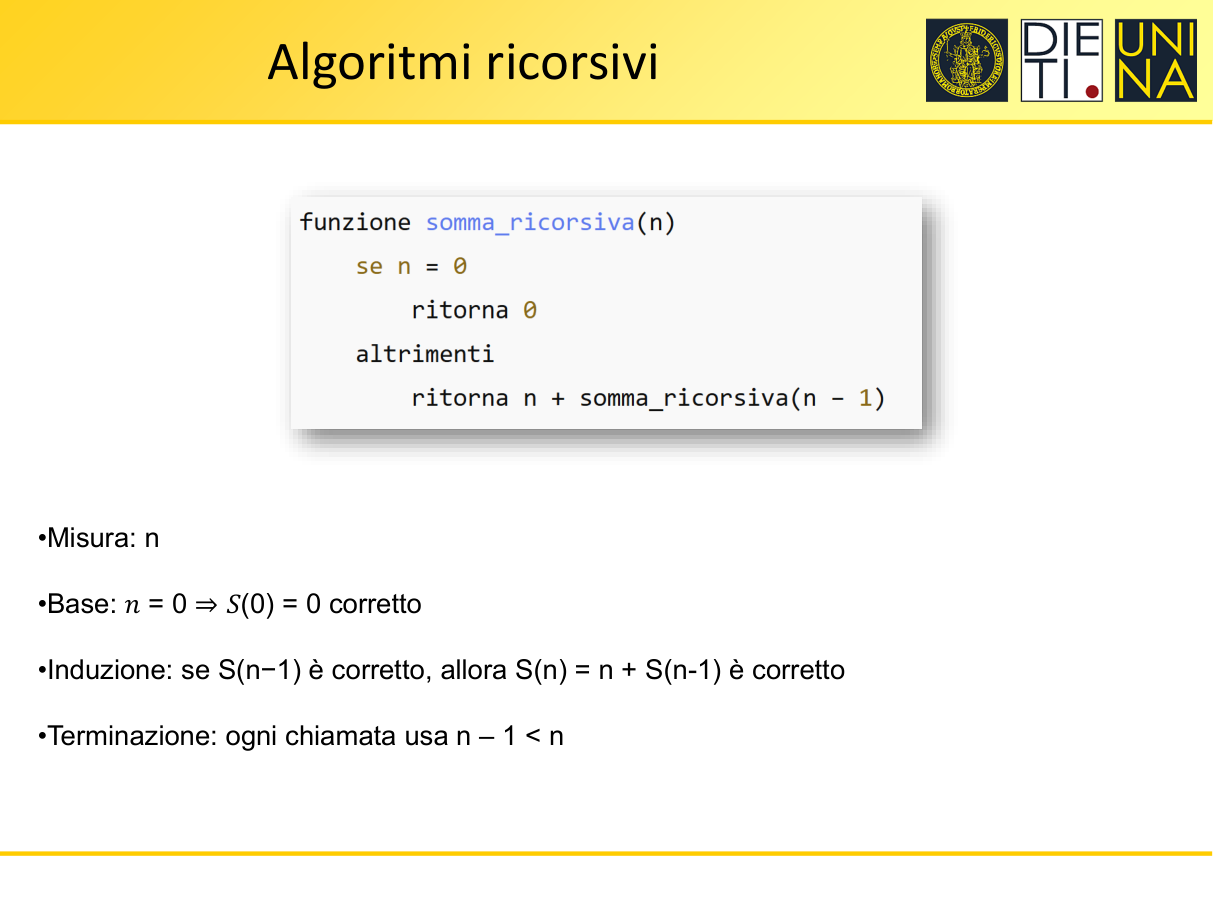 Algoritmi ricorsivi
DIE
TI.
UNI
NA
funzione somma_ricorsiva(n)
se n = 0
ritorna 0
altrimenti
ritorna n + somma_ricorsiva(n – 1)
•Misura: n
•Base: 𝑛 = 0 ⇒ 𝑆(0) = 0 corretto
•Induzione: se S(n−1) è corretto, allora S(n) = n + S(n-1) è corretto
•Terminazione: ogni chiamata usa n – 1 < n